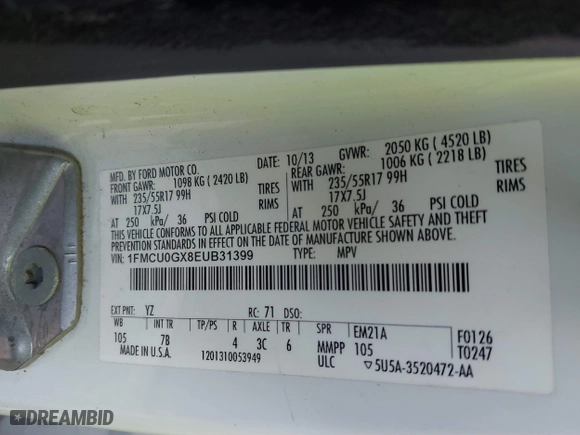 MFD. BY FORD MOTOR CO.
DATE: 10/13 GVWR: 2050 KG ( 4520 LB)
FRONT GAWR: 1098 KG ( 2420 LB)
REAR GAWR: 1006 KG ( 2218 LB)
WITH 235/55R17 99H TIRES
WITH 235/55R17 99H TIRES
17X7.5J RIMS
17X7.5J RIMS
AT 250 kPa/ 36 PSI COLD
AT 250 kPa/ 36 PSI COLD
THIS VEHICLE CONFORMS TO ALL APPLICABLE FEDERAL MOTOR VEHICLE SAFETY AND THEFT
PREVENTION STANDARDS IN EFFECT ON THE DATE OF MANUFACTURE SHOWN ABOVE.
VIN: 1FMCU0GX8EUB31399 TYPE: MPV
EXT PNT: YZ RC: 71 DSO:
WB INT TR TP/PS R AXLE TR SPR EM21A F0126
105 7B 4 3C 6 MMPP 105 T0247
MADE IN U.S.A. 1201310053949 ULC ▽5U5A-3520472-AA
DREAMBID